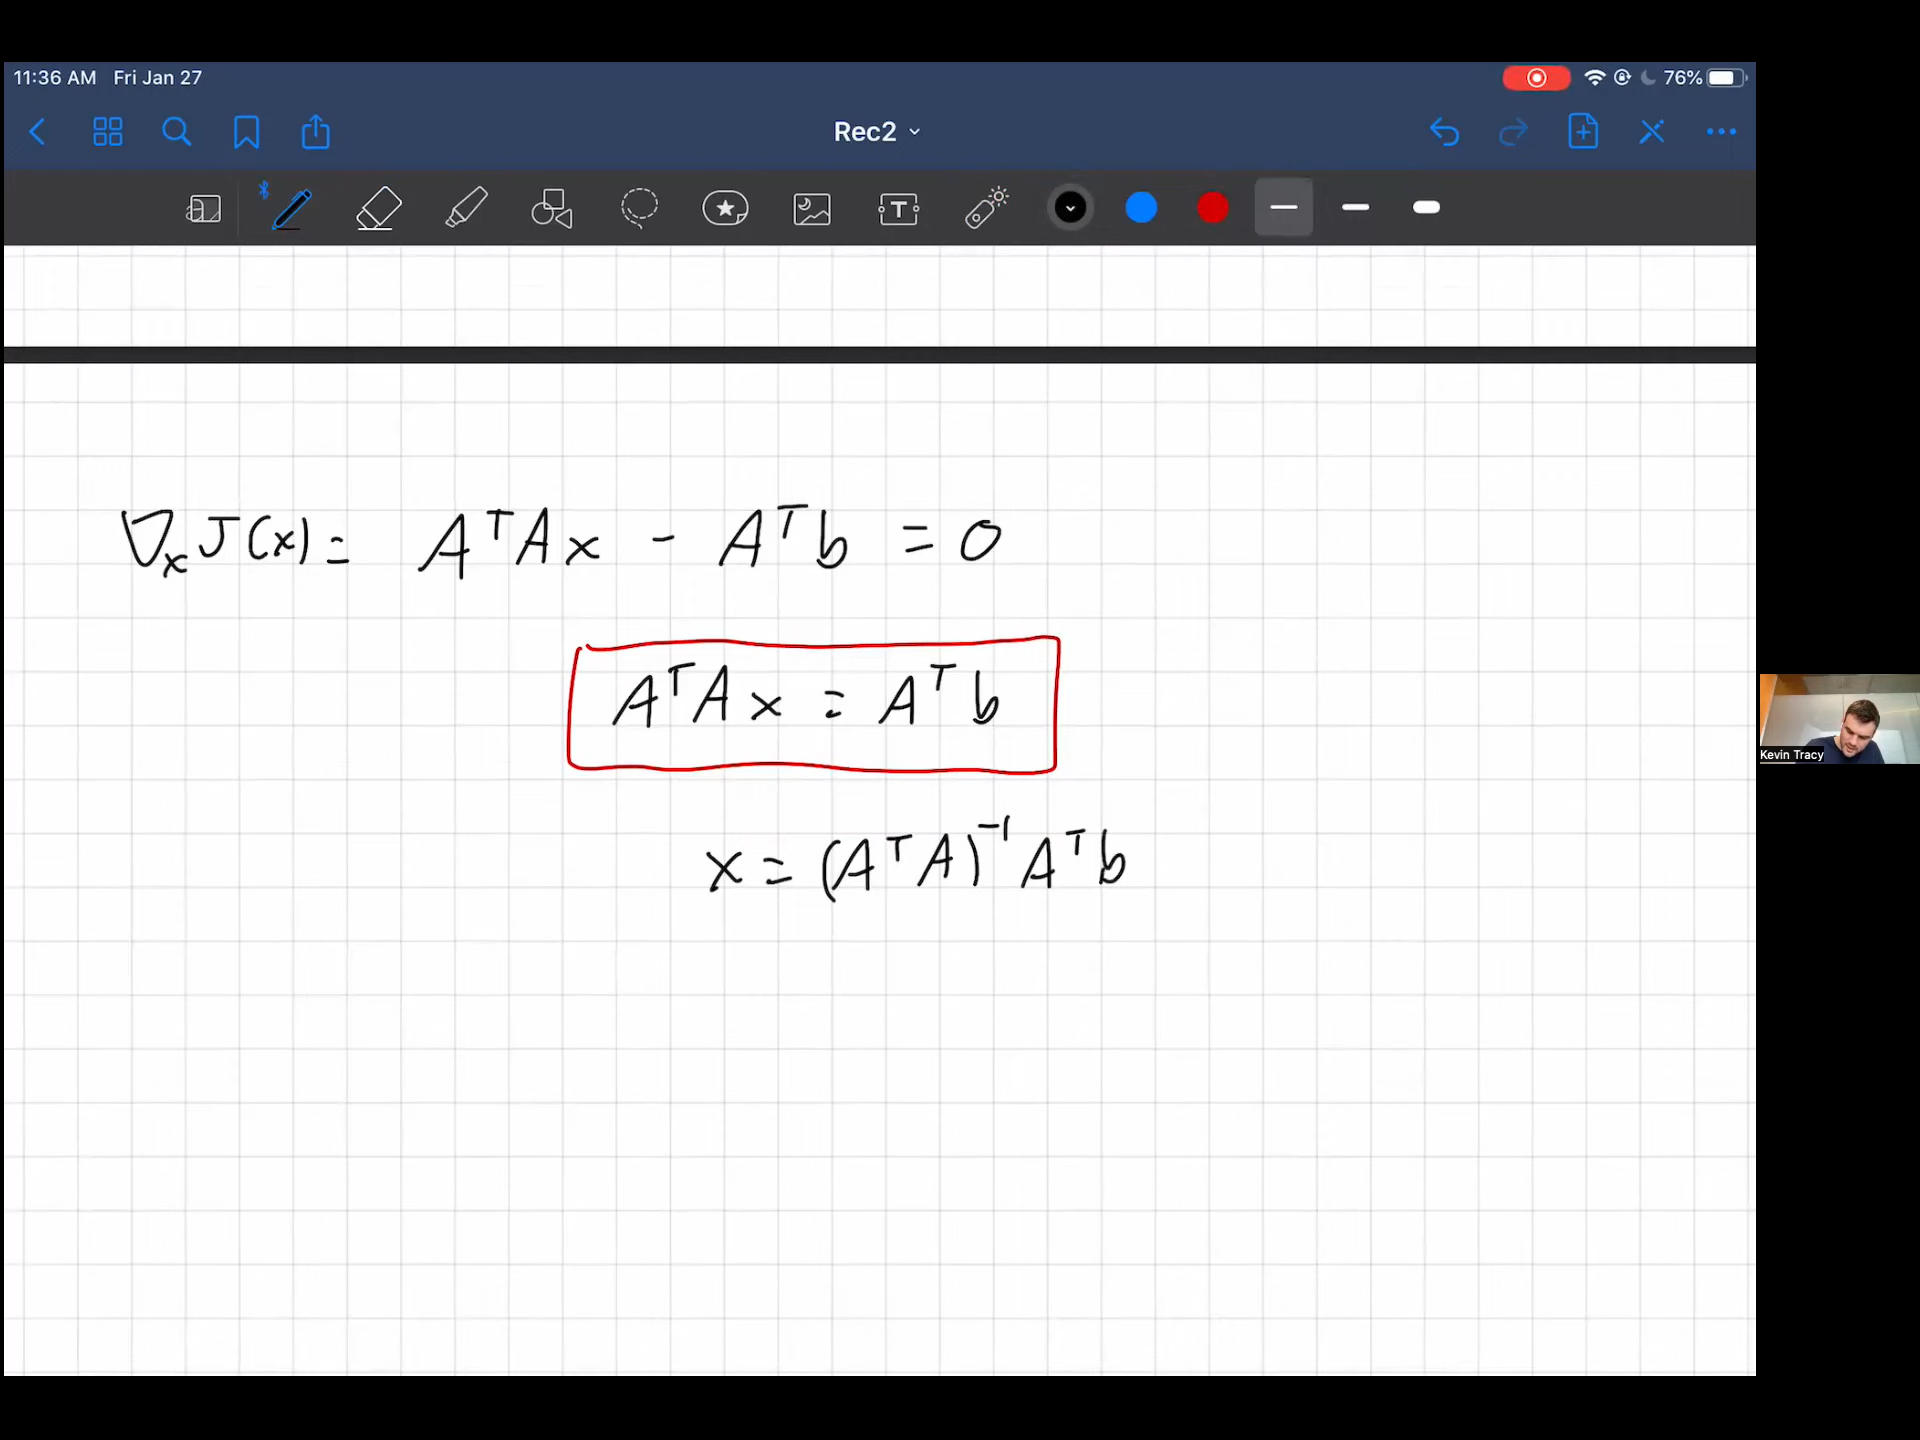 11:36 AM Fri Jan 27
76%
Rec2
T
∇ₓJ(x) = AᵀAx - Aᵀb = 0
AᵀAx = Aᵀb
x = (AᵀA)⁻¹Aᵀb
Kevin Tracy